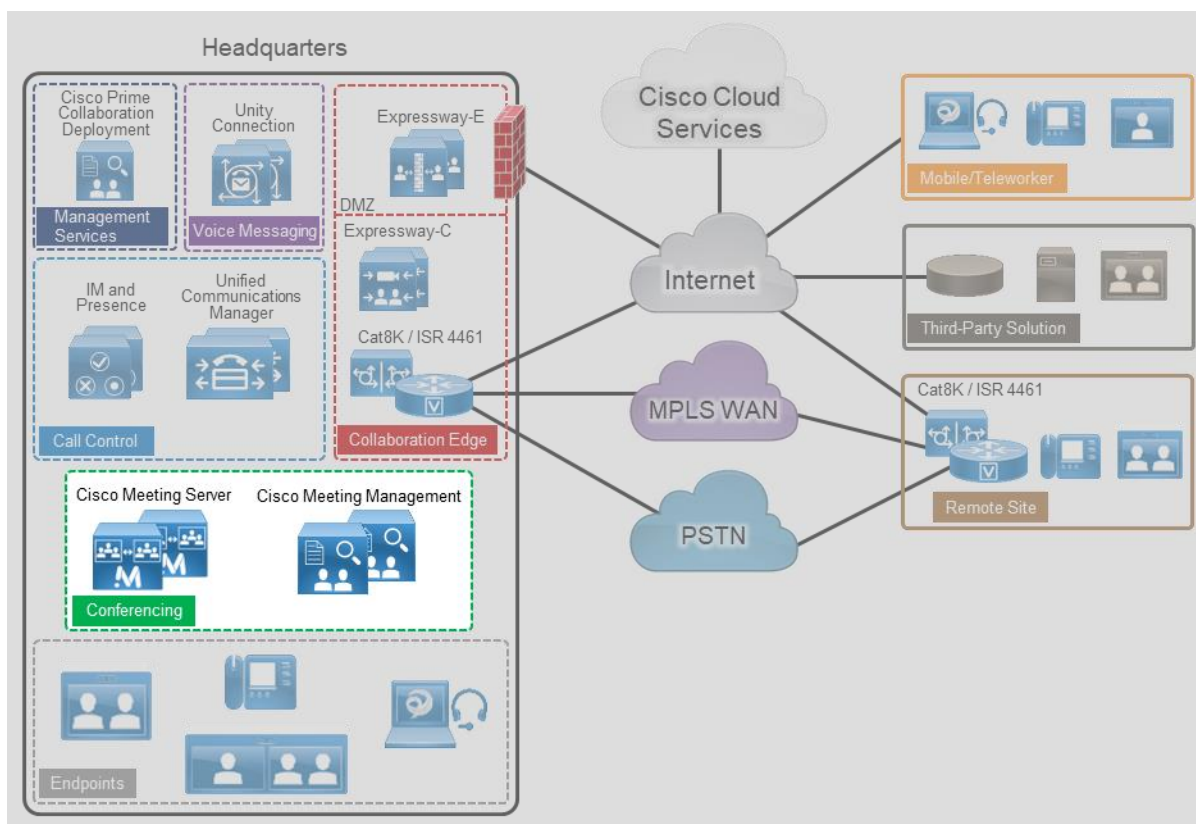 Headquarters
Cisco Prime
Collaboration
Deployment
Management
Services
Unity
Connection
Voice Messaging
Expressway-E
DMZ
Expressway-C
Cat8K / ISR 4461
V
Collaboration Edge
IM and
Presence
Unified
Communications
Manager
Call Control
Cisco Meeting Server
Cisco Meeting Management
Conferencing
Endpoints
Cisco Cloud
Services
Internet
MPLS WAN
PSTN
Mobile/Teleworker
Third-Party Solution
Cat8K / ISR 4461
V
Remote Site